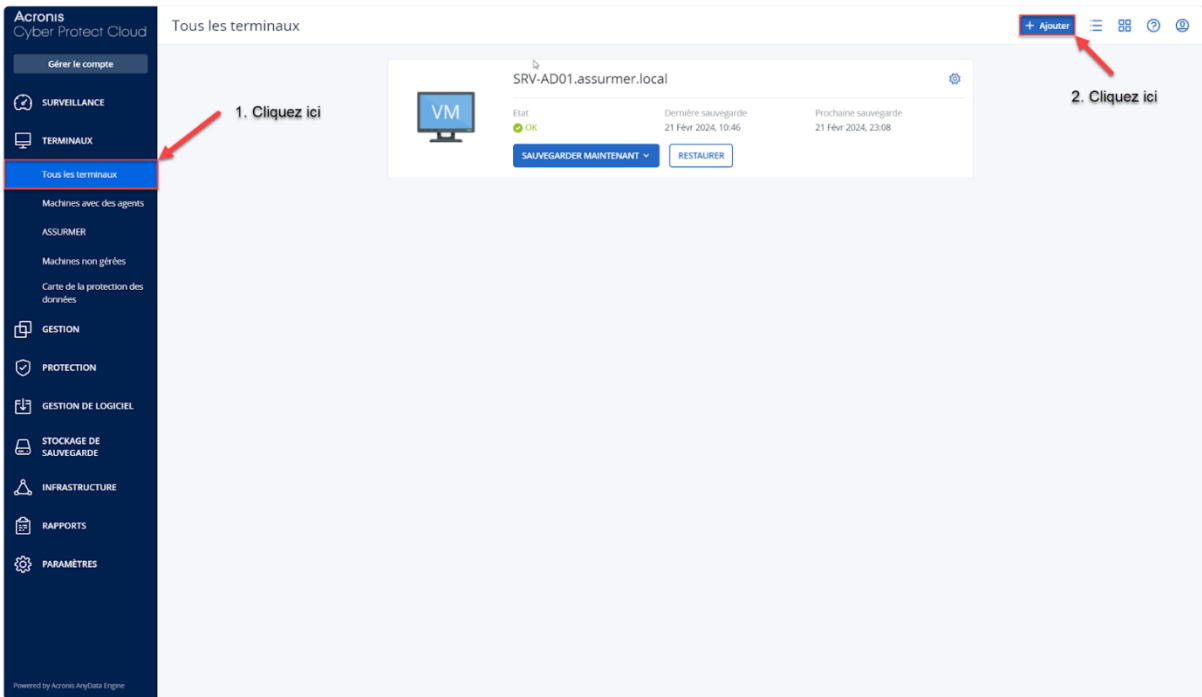 Acronis
Cyber Protect Cloud
Gérer le compte
SURVEILLANCE
TERMINAUX
Tous les terminaux
Machines avec des agents
ASSURMER
Machines non gérées
Carte de la protection des
données
GESTION
PROTECTION
GESTION DE LOGICIEL
STOCKAGE DE
SAUVEGARDE
INFRASTRUCTURE
RAPPORTS
PARAMÈTRES
Powered by Acronis AnyData Engine
Tous les terminaux
+ Ajouter
1. Cliquez ici
2. Cliquez ici
VM
SRV-AD01.assurmer.local
Etat
OK
Dernière sauvegarde
21 Févr 2024, 10:46
Prochaine sauvegarde
21 Févr 2024, 23:08
SAUVEGARDER MAINTENANT
RESTAURER